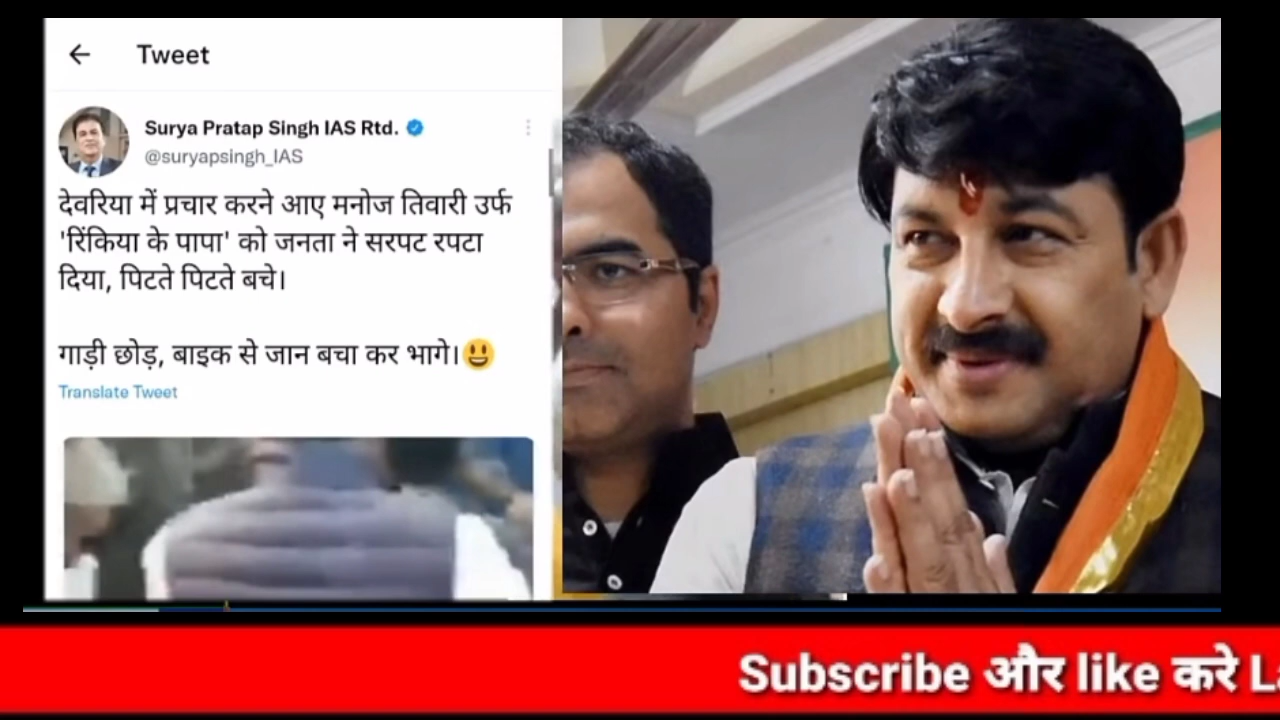 Tweet
Surya Pratap Singh IAS Rtd.
@suryapsingh_IAS
देवरिया में प्रचार करने आए मनोज तिवारी उर्फ
'रिंकिया के पापा' को जनता ने सरपट रपटा
दिया, पिटते पिटते बचे।
गाड़ी छोड़, बाइक से जान बचा कर भागे।😃
Translate Tweet
Subscribe और like करे